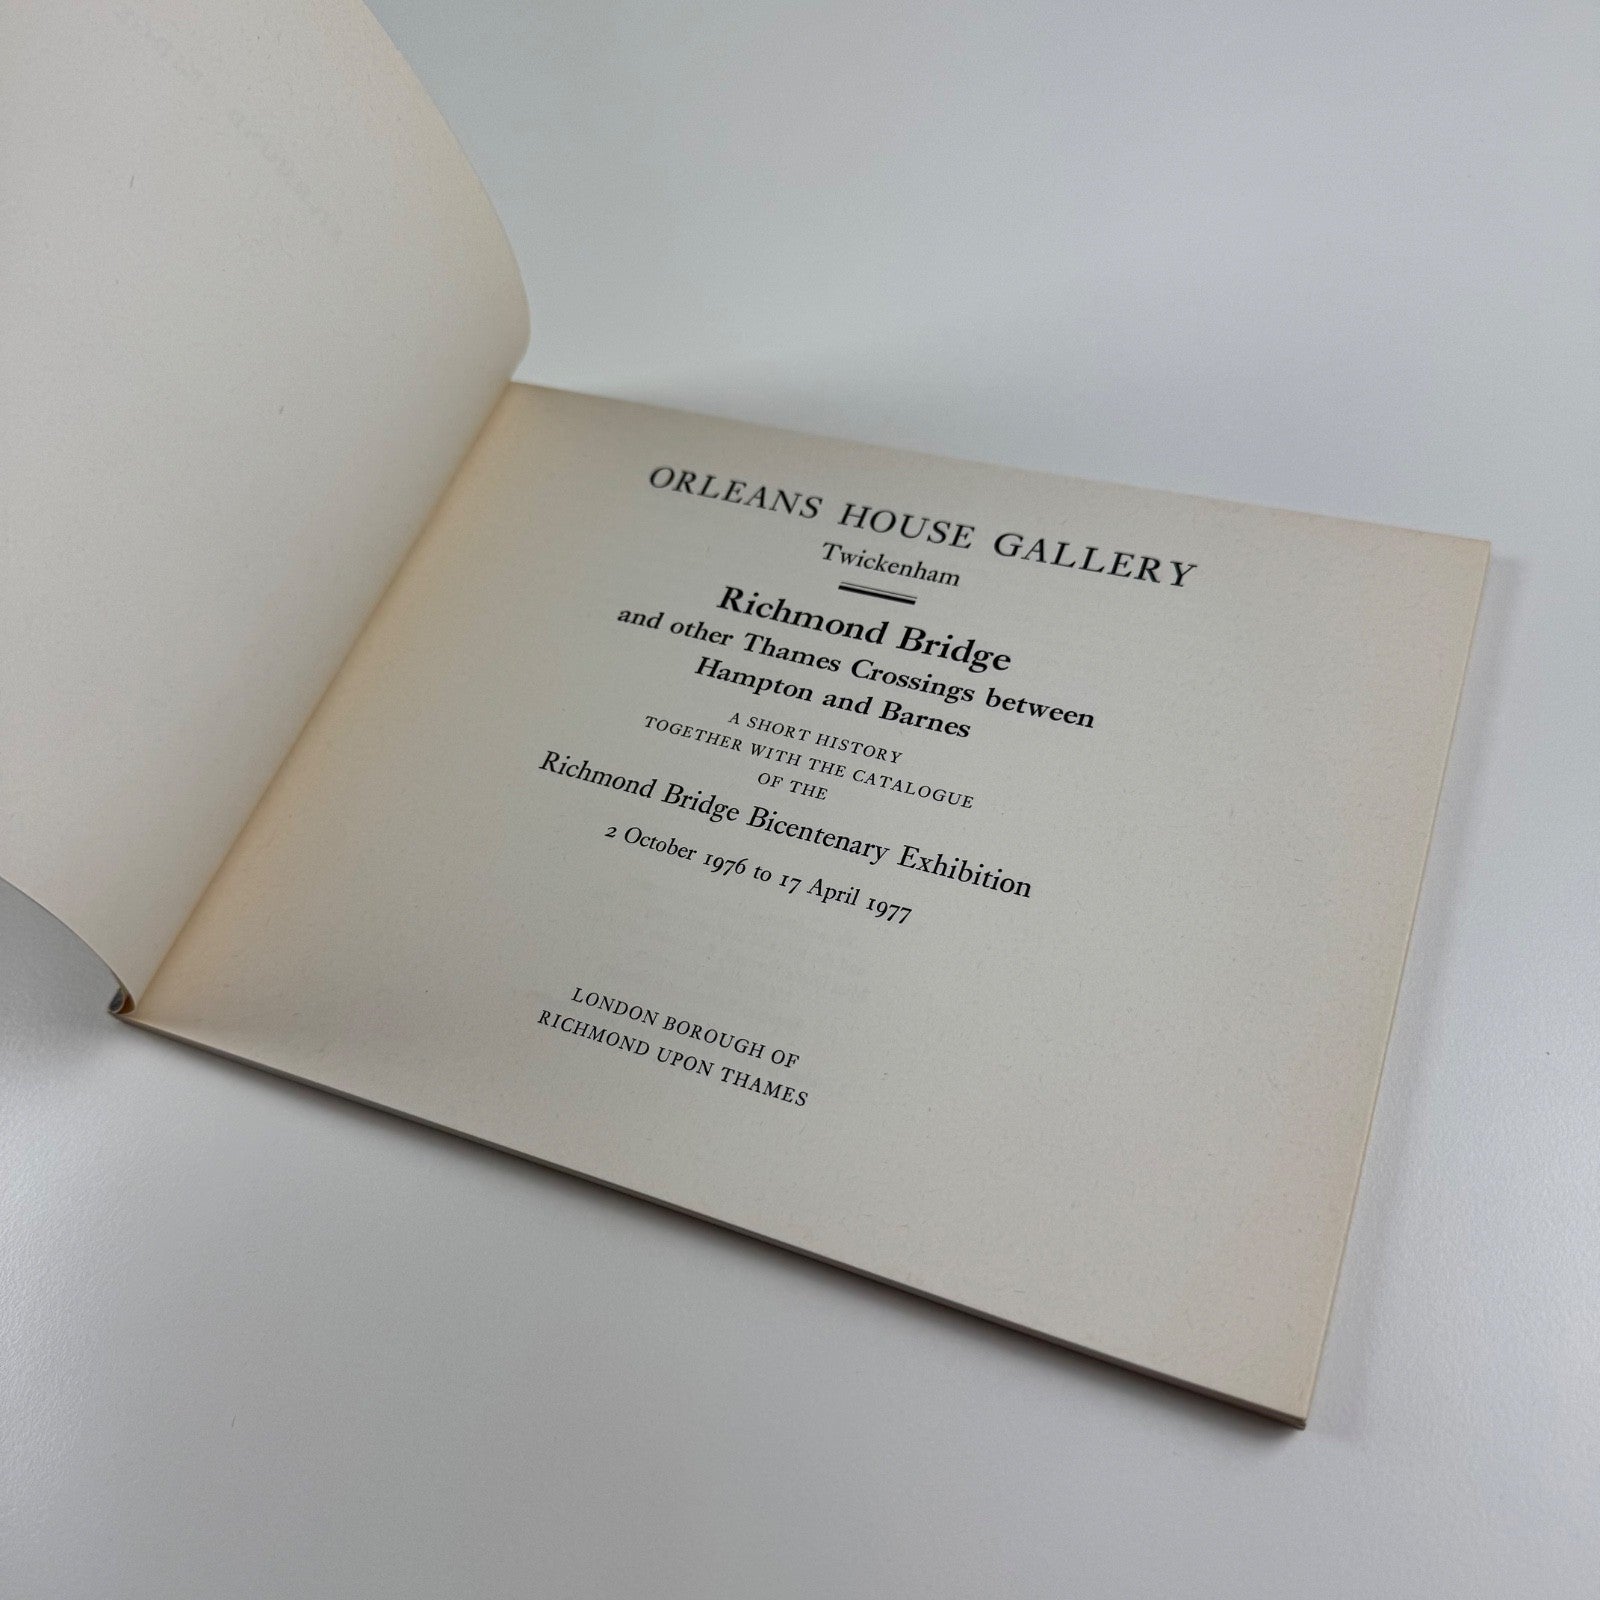 ORLEANS HOUSE GALLERY
Twickenham
Richmond Bridge
and other Thames Crossings between
Hampton and Barnes
A SHORT HISTORY
TOGETHER WITH THE CATALOGUE
OF THE
Richmond Bridge Bicentenary Exhibition
2 October 1976 to 17 April 1977
LONDON BOROUGH OF
RICHMOND UPON THAMES